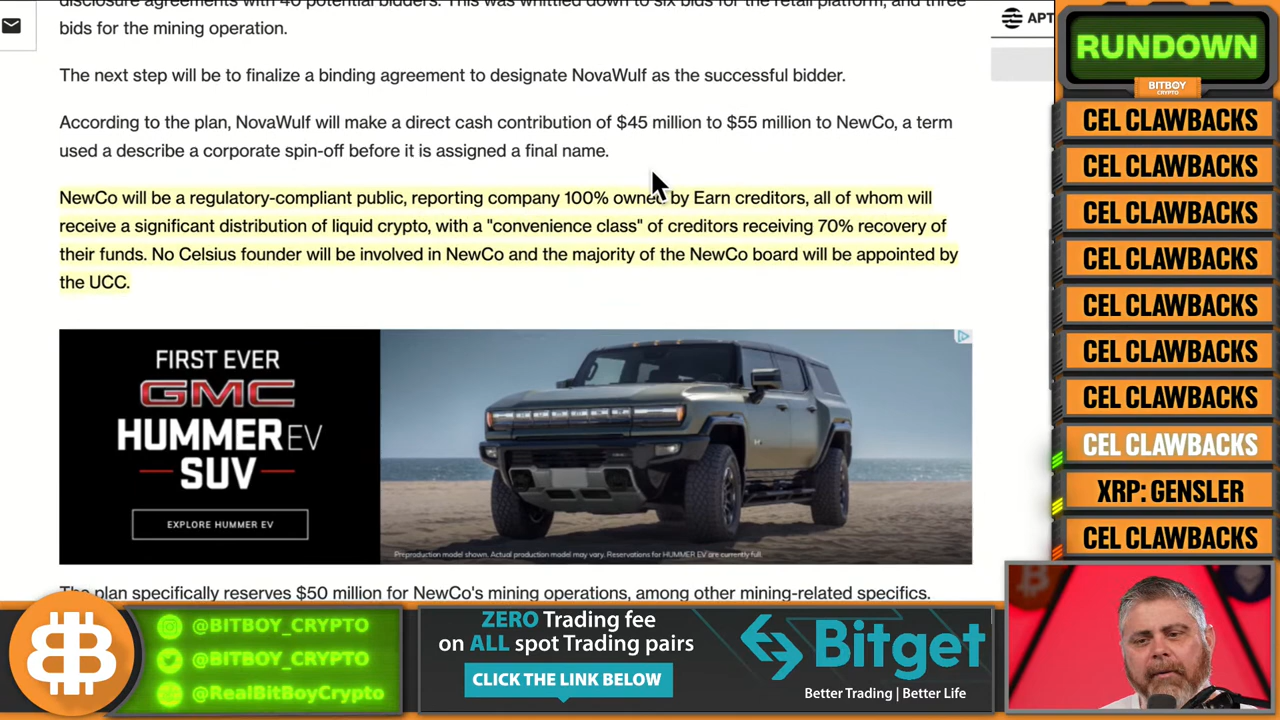 disclosure agreements with 40 potential bidders. This was whittled down to six bids for the retail platform, and three
bids for the mining operation.
The next step will be to finalize a binding agreement to designate NovaWulf as the successful bidder.
According to the plan, NovaWulf will make a direct cash contribution of $45 million to $55 million to NewCo, a term
used a describe a corporate spin-off before it is assigned a final name.
NewCo will be a regulatory-compliant public, reporting company 100% owned by Earn creditors, all of whom will
receive a significant distribution of liquid crypto, with a "convenience class" of creditors receiving 70% recovery of
their funds. No Celsius founder will be involved in NewCo and the majority of the NewCo board will be appointed by
the UCC.
FIRST EVER
GMC
HUMMER EV
SUV
EXPLORE HUMMER EV
Preproduction model shown. Actual production model may vary. Reservations for HUMMER EV are currently full.
The plan specifically reserves $50 million for NewCo's mining operations, among other mining-related specifics.
APT
RUNDOWN
BITBOY
CRYPTO
CEL CLAWBACKS
CEL CLAWBACKS
CEL CLAWBACKS
CEL CLAWBACKS
CEL CLAWBACKS
CEL CLAWBACKS
CEL CLAWBACKS
CEL CLAWBACKS
XRP: GENSLER
CEL CLAWBACKS
@BITBOY_CRYPTO
@BITBOY_CRYPTO
@RealBitBoyCrypto
ZERO Trading fee
on ALL spot Trading pairs
CLICK THE LINK BELOW
Bitget
Better Trading | Better Life